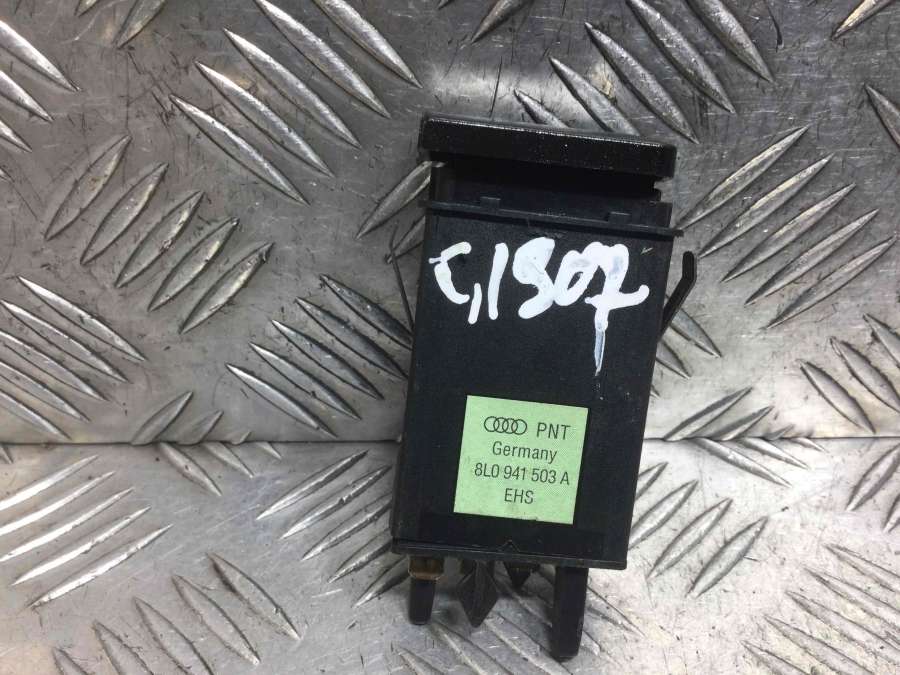 C,1507
PNT
Germany
8L0 941 503 A
EHS